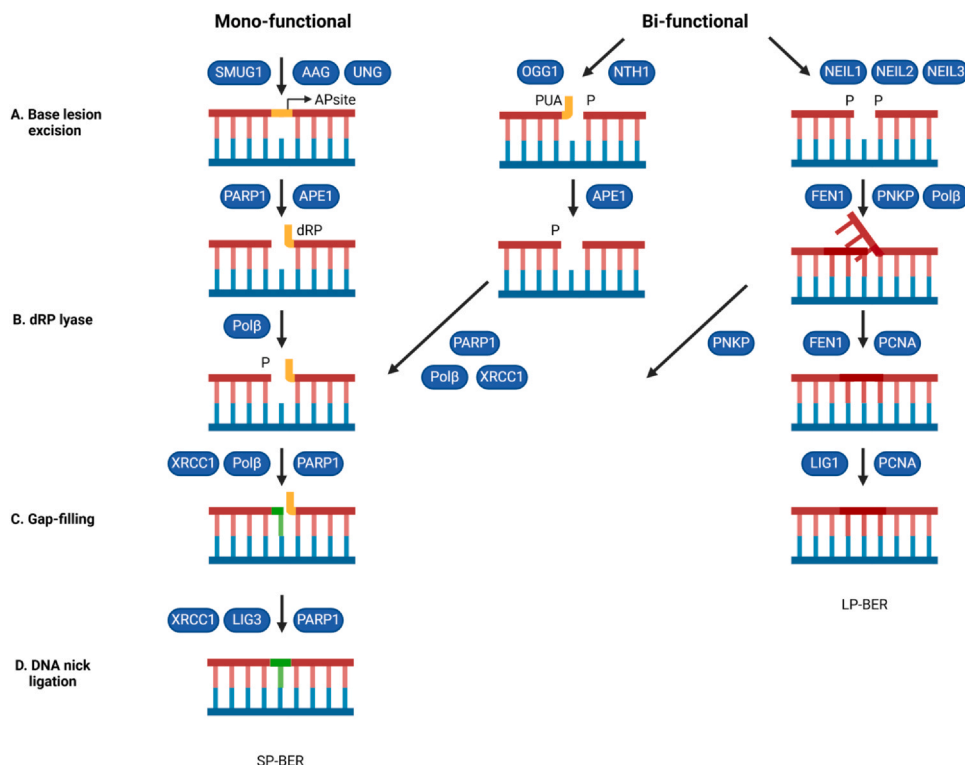 Mono-functional
Bi-functional
SMUG1 AAG UNG
OGG1 NTH1
NEIL1 NEIL2 NEIL3
A. Base lesion
excision
APsite
PUA P
P P
PARP1 APE1
APE1
FEN1 PNKP Polβ
dRP
P
B. dRP lyase
Polβ
PARP1
Polβ XRCC1
PNKP
FEN1 PCNA
P
XRCC1 Polβ PARP1
LIG1 PCNA
C. Gap-filling
LP-BER
XRCC1 LIG3 PARP1
D. DNA nick
ligation
SP-BER